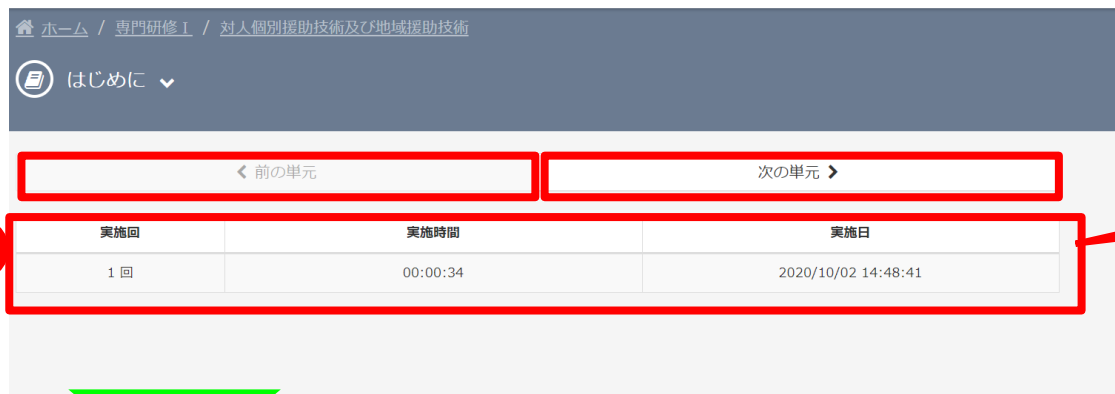 ホーム / 専門研修Ⅰ / 対人個別援助技術及び地域援助技術
はじめに
前の単元 次の単元
実施回 実施時間 実施日
1 回 00:00:34 2020/10/02 14:48:41